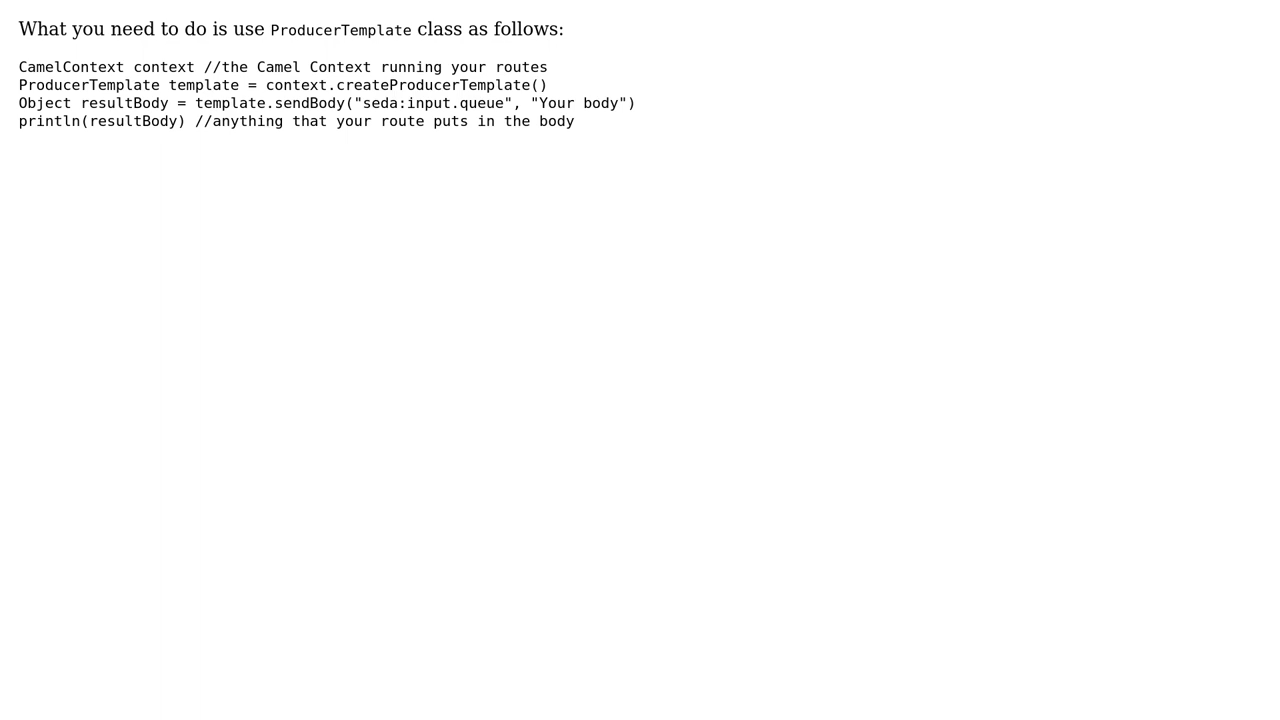 What you need to do is use ProducerTemplate class as follows:
CamelContext context //the Camel Context running your routes
ProducerTemplate template = context.createProducerTemplate()
Object resultBody = template.sendBody("seda:input.queue", "Your body")
println(resultBody) //anything that your route puts in the body